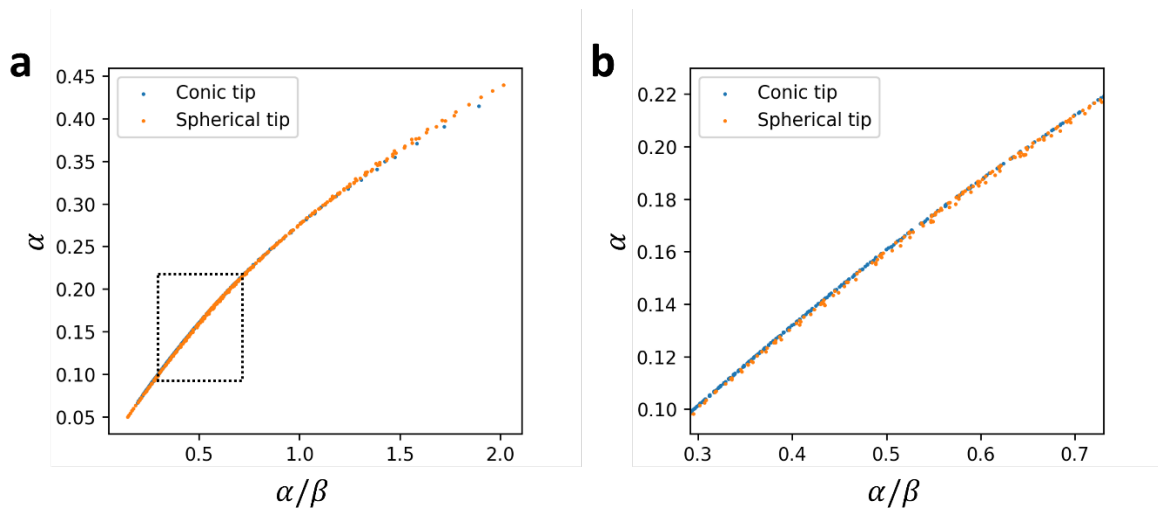 a
b
Conic tip
Spherical tip
0.45
0.40
0.35
0.30
0.25
0.20
0.15
0.10
0.05
α
0.5
1.0
1.5
2.0
α/β
Conic tip
Spherical tip
0.22
0.20
0.18
0.16
0.14
0.12
0.10
α
0.3
0.4
0.5
0.6
0.7
α/β